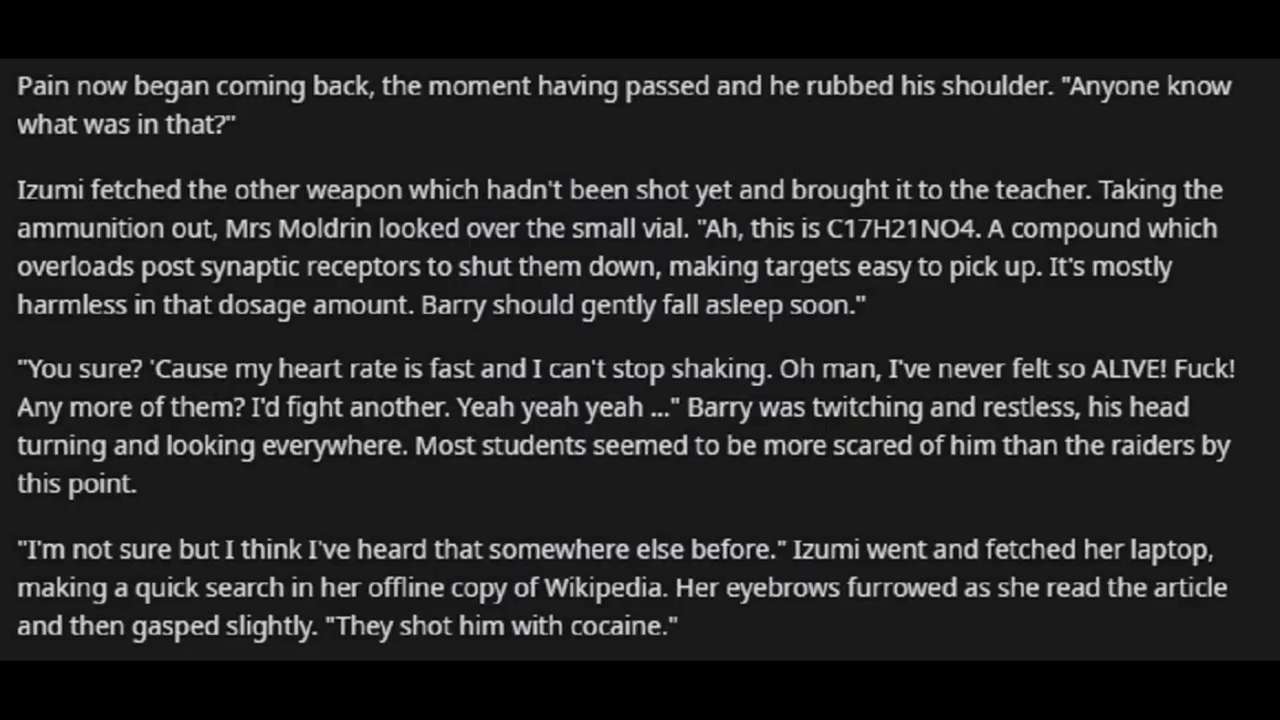 Pain now began coming back, the moment having passed and he rubbed his shoulder. "Anyone know
what was in that?"
Izumi fetched the other weapon which hadn't been shot yet and brought it to the teacher. Taking the
ammunition out, Mrs Moldrin looked over the small vial. "Ah, this is C17H21NO4. A compound which
overloads post synaptic receptors to shut them down, making targets easy to pick up. It's mostly
harmless in that dosage amount. Barry should gently fall asleep soon."
"You sure? 'Cause my heart rate is fast and I can't stop shaking. Oh man, I've never felt so ALIVE! Fuck!
Any more of them? I'd fight another. Yeah yeah yeah ..." Barry was twitching and restless, his head
turning and looking everywhere. Most students seemed to be more scared of him than the raiders by
this point.
"I'm not sure but I think I've heard that somewhere else before." Izumi went and fetched her laptop,
making a quick search in her offline copy of Wikipedia. Her eyebrows furrowed as she read the article
and then gasped slightly. "They shot him with cocaine."